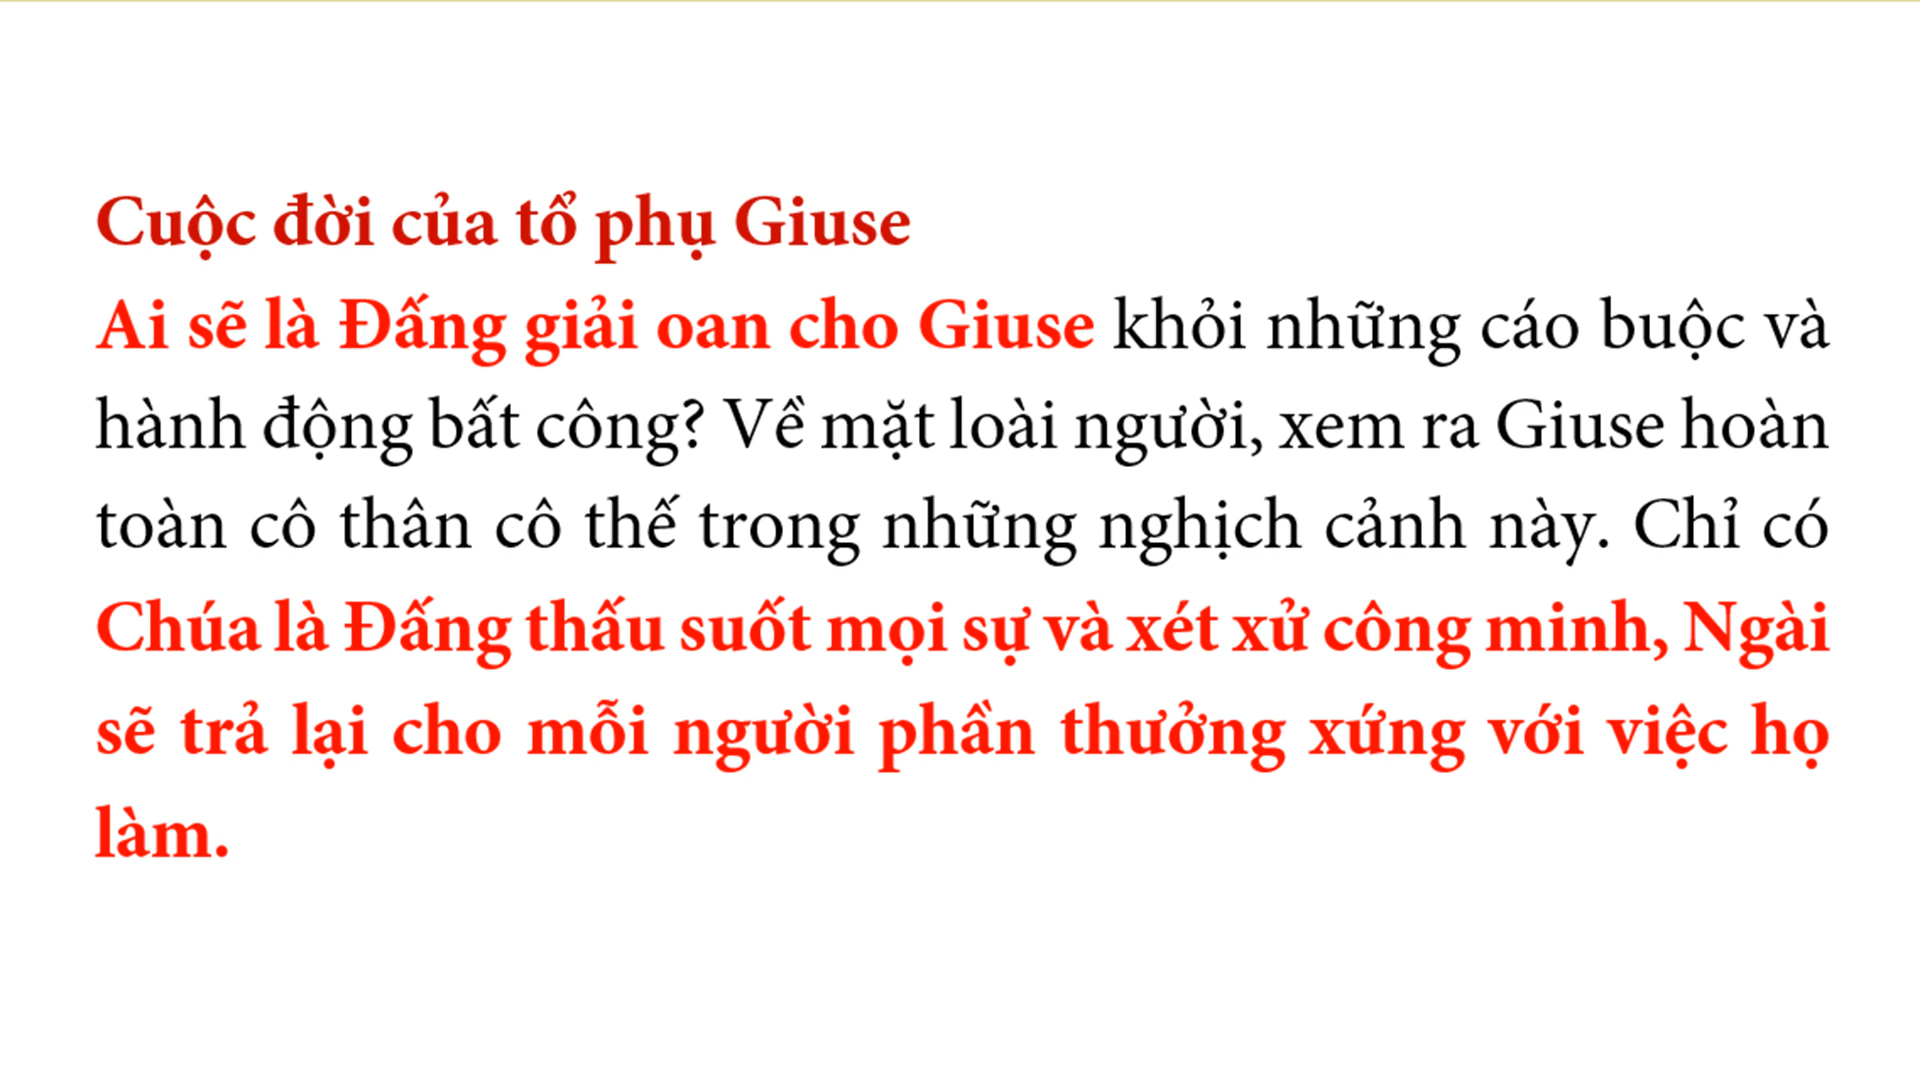 Cuộc đời của tổ phụ Giuse
Ai sẽ là Đấng giải oan cho Giuse khỏi những cáo buộc và
hành động bất công? Về mặt loài người, xem ra Giuse hoàn
toàn cô thân cô thế trong những nghịch cảnh này. Chỉ có
Chúa là Đấng thấu suốt mọi sự và xét xử công minh, Ngài
sẽ trả lại cho mỗi người phần thưởng xứng với việc họ
làm.